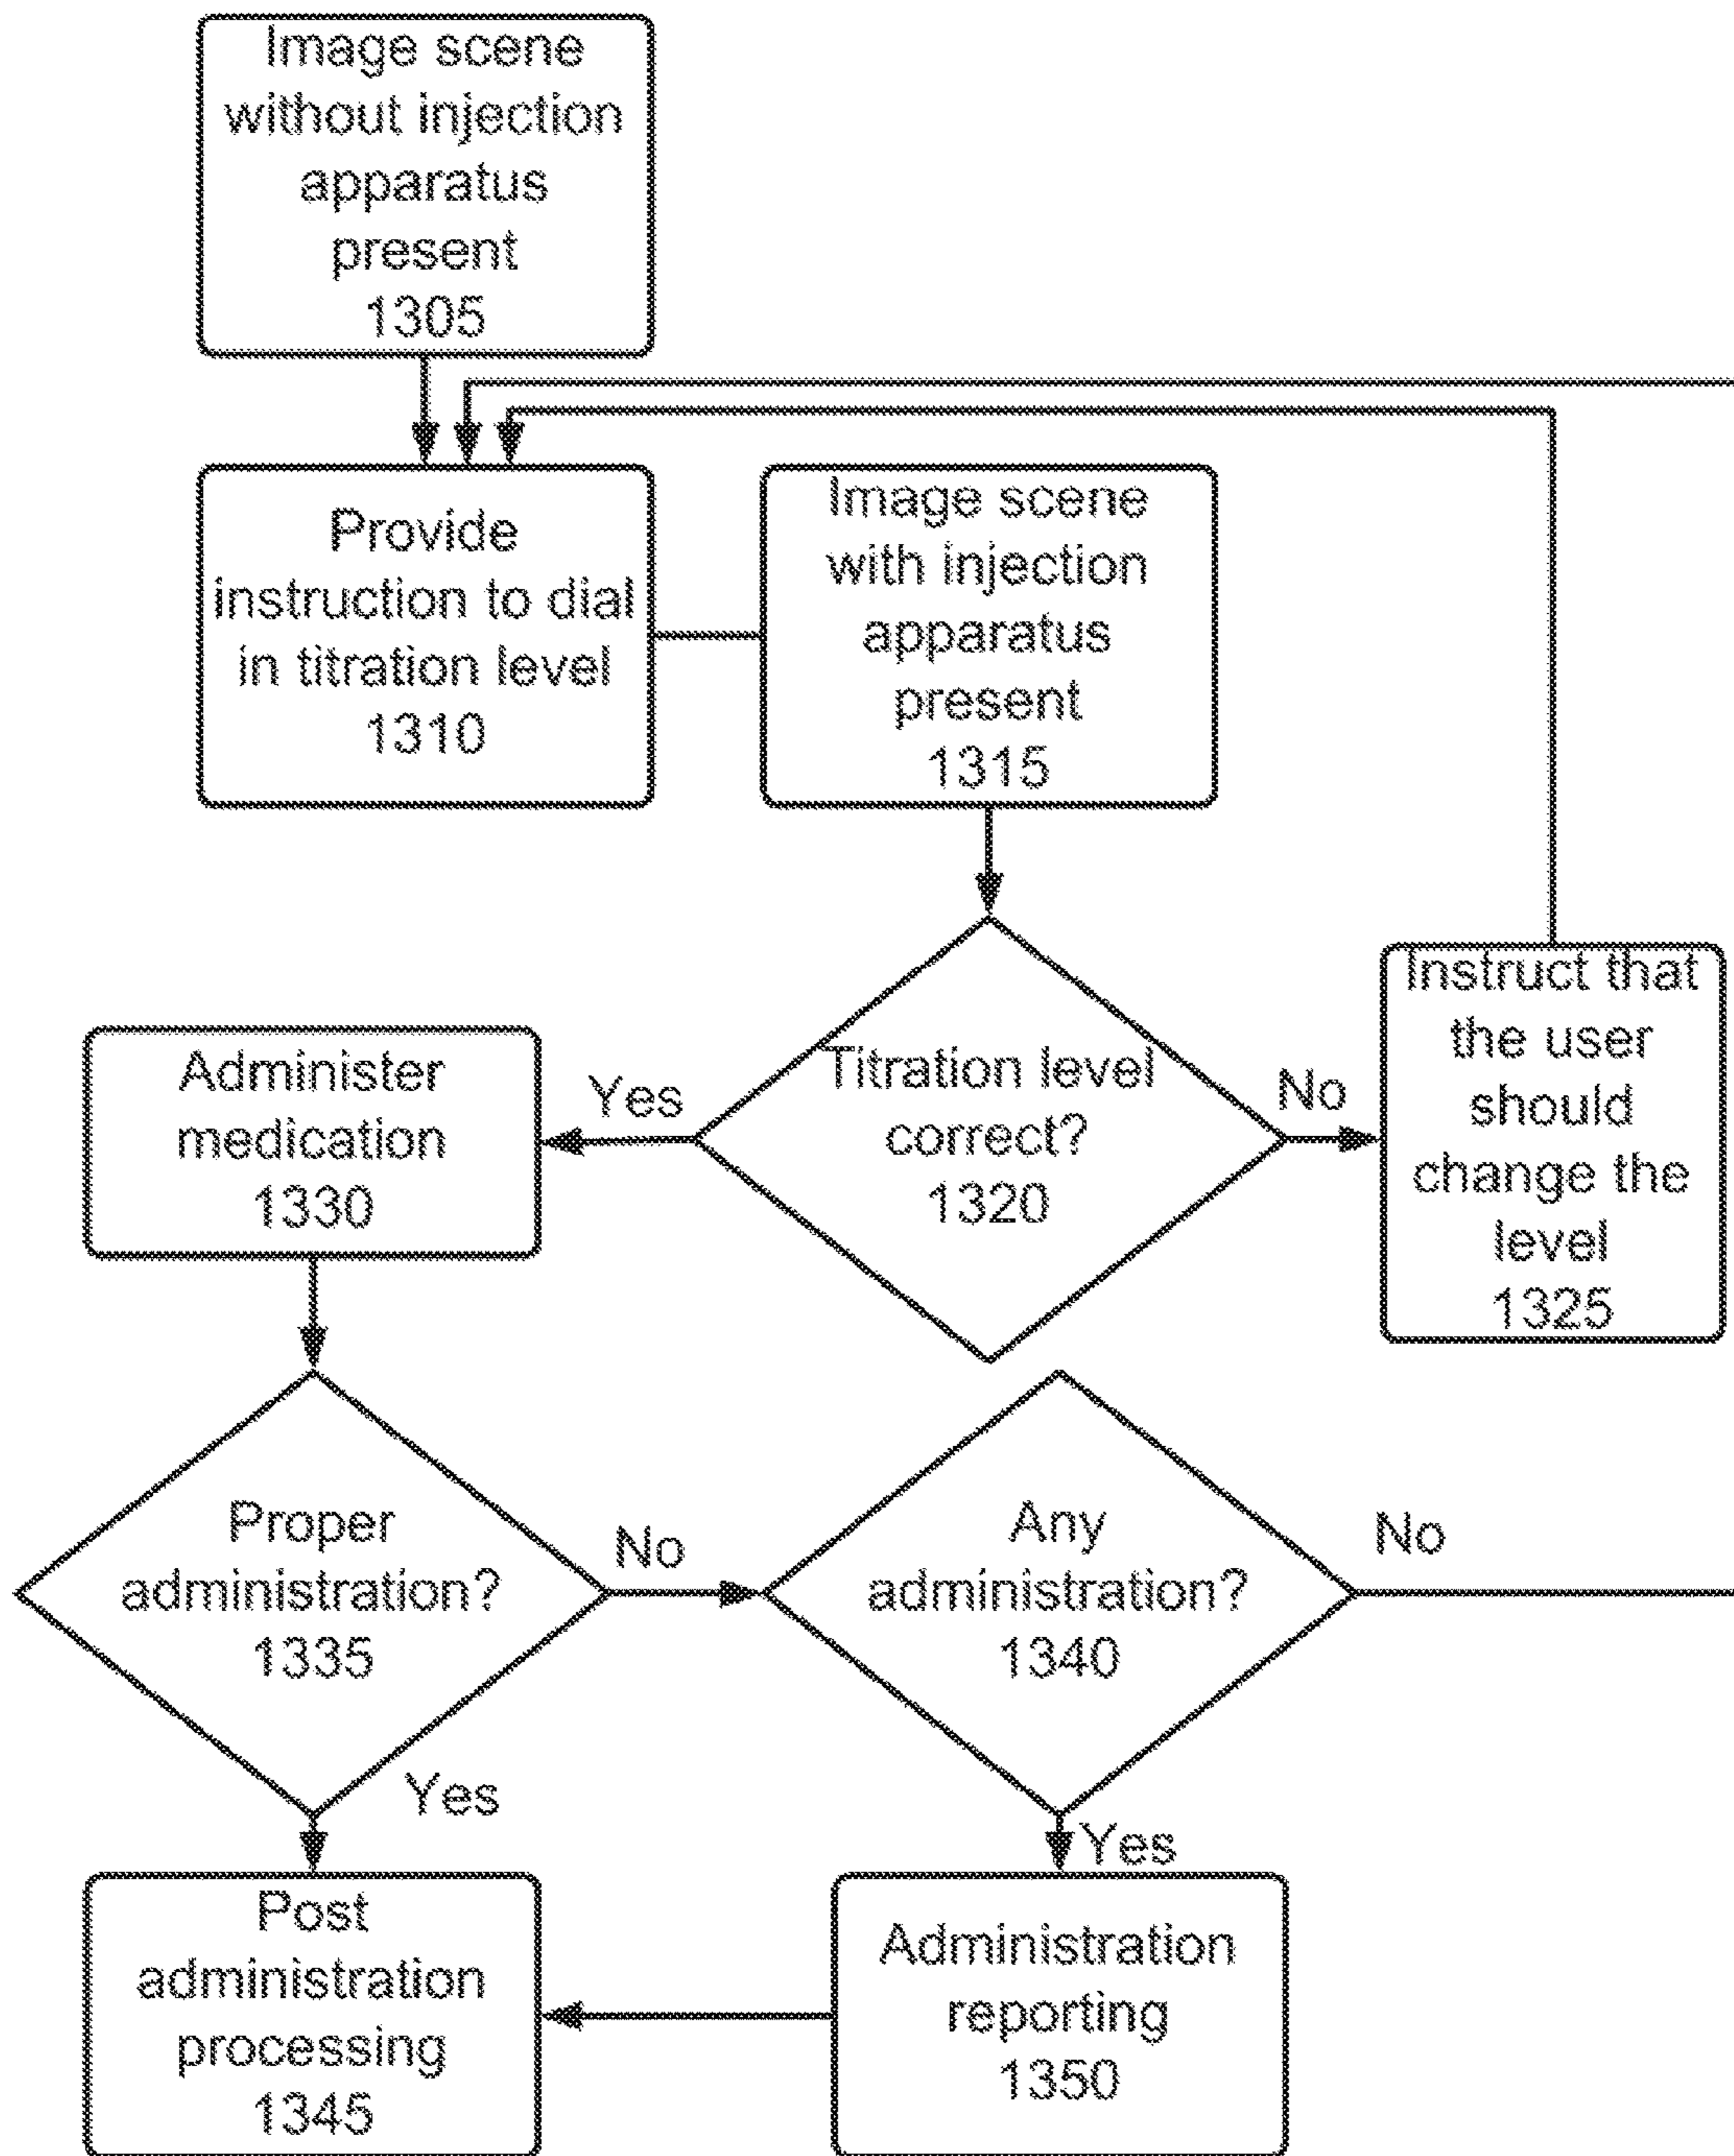 Image scene
without injection
apparatus
present
1305
Provide
instruction to dial
in titration level
1310
Image scene
with injection
apparatus
present
1315
Titration level
correct?
1320
Yes
No
Instruct that
the user
should
change the
level
1325
Administer
medication
1330
Proper
administration?
1335
No
Yes
Any
administration?
1340
No
Yes
Post
administration
processing
1345
Administration
reporting
1350